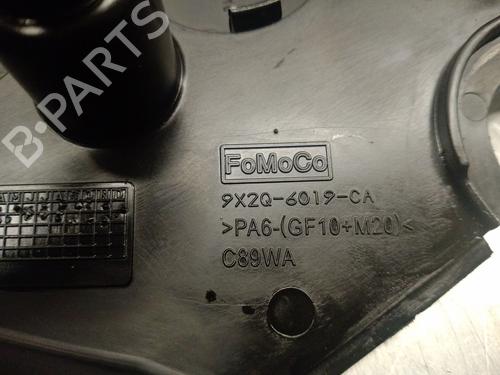 B-PARTS
FoMoCo
9X2Q-6019-CA
>PA6-(GF10+M20)<
C89WA